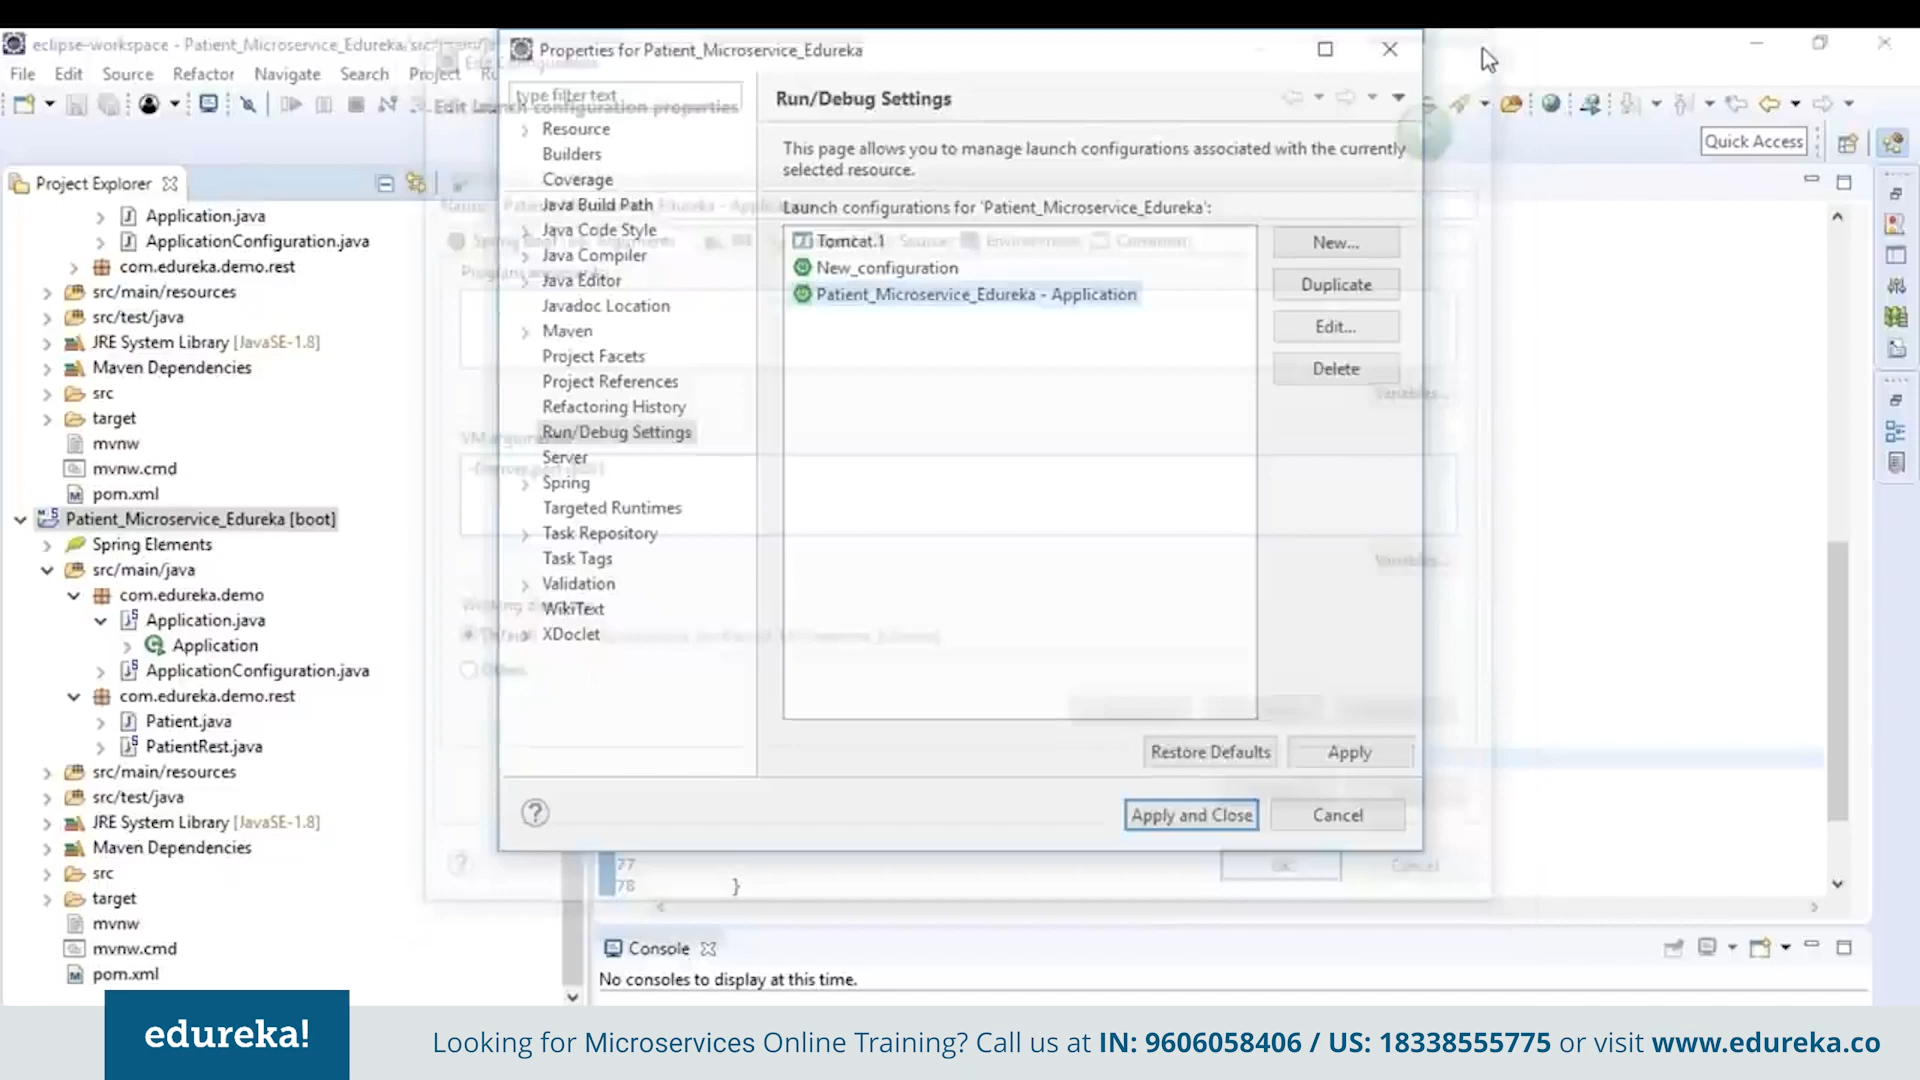 eclipse-workspace - Patient_Microservice_Edureka/src/main/j
Properties for Patient_Microservice_Edureka
File Edit Source Refactor Navigate Search Project Ru
type filter text
Edit launch configuration properties
Run/Debug Settings
Quick Access
This page allows you to manage launch configurations associated with the currently
selected resource.
Launch configurations for 'Patient_Microservice_Edureka':
Tomcat.1
New_configuration
Patient_Microservice_Edureka - Application
New...
Duplicate
Edit...
Delete
Resource
Builders
Coverage
Java Build Path
Java Code Style
Java Compiler
Java Editor
Javadoc Location
Maven
Project Facets
Project References
Refactoring History
Run/Debug Settings
Server
Spring
Targeted Runtimes
Task Repository
Task Tags
Validation
WikiText
XDoclet
Variables...
Variables...
Restore Defaults
Apply
Apply and Close
Cancel
Project Explorer
Application.java
ApplicationConfiguration.java
com.edureka.demo.rest
src/main/resources
src/test/java
JRE System Library [JavaSE-1.8]
Maven Dependencies
src
target
mvnw
mvnw.cmd
pom.xml
Patient_Microservice_Edureka [boot]
Spring Elements
src/main/java
com.edureka.demo
Application.java
Application
ApplicationConfiguration.java
com.edureka.demo.rest
Patient.java
PatientRest.java
src/main/resources
src/test/java
JRE System Library [JavaSE-1.8]
Maven Dependencies
src
target
mvnw
mvnw.cmd
pom.xml
77
78 }
Cancel
Console
No consoles to display at this time.
edureka!
Looking for Microservices Online Training? Call us at IN: 9606058406 / US: 18338555775 or visit www.edureka.co